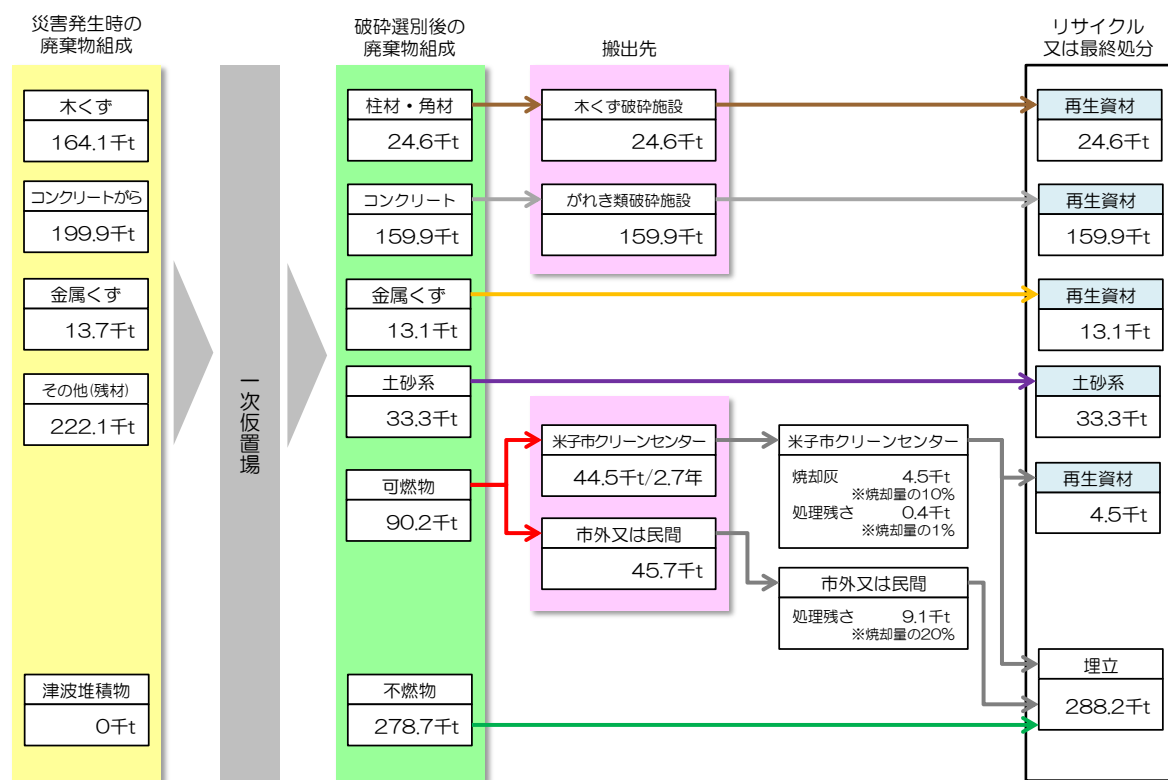 災害発生時の
廃棄物組成
木くず
164.1千t
コンクリートがら
199.9千t
金属くず
13.7千t
その他(残材)
222.1千t
津波堆積物
0千t
一次仮置場
破砕選別後の
廃棄物組成
柱材・角材
24.6千t
コンクリート
159.9千t
金属くず
13.1千t
土砂系
33.3千t
可燃物
90.2千t
不燃物
278.7千t
搬出先
木くず破砕施設
24.6千t
がれき類破砕施設
159.9千t
米子市クリーンセンター
44.5千t/2.7年
市外又は民間
45.7千t
米子市クリーンセンター
焼却灰 4.5千t
※焼却量の10%
処理残さ 0.4千t
※焼却量の1%
市外又は民間
処理残さ 9.1千t
※焼却量の20%
リサイクル
又は最終処分
再生資材
24.6千t
再生資材
159.9千t
再生資材
13.1千t
土砂系
33.3千t
再生資材
4.5千t
埋立
288.2千t